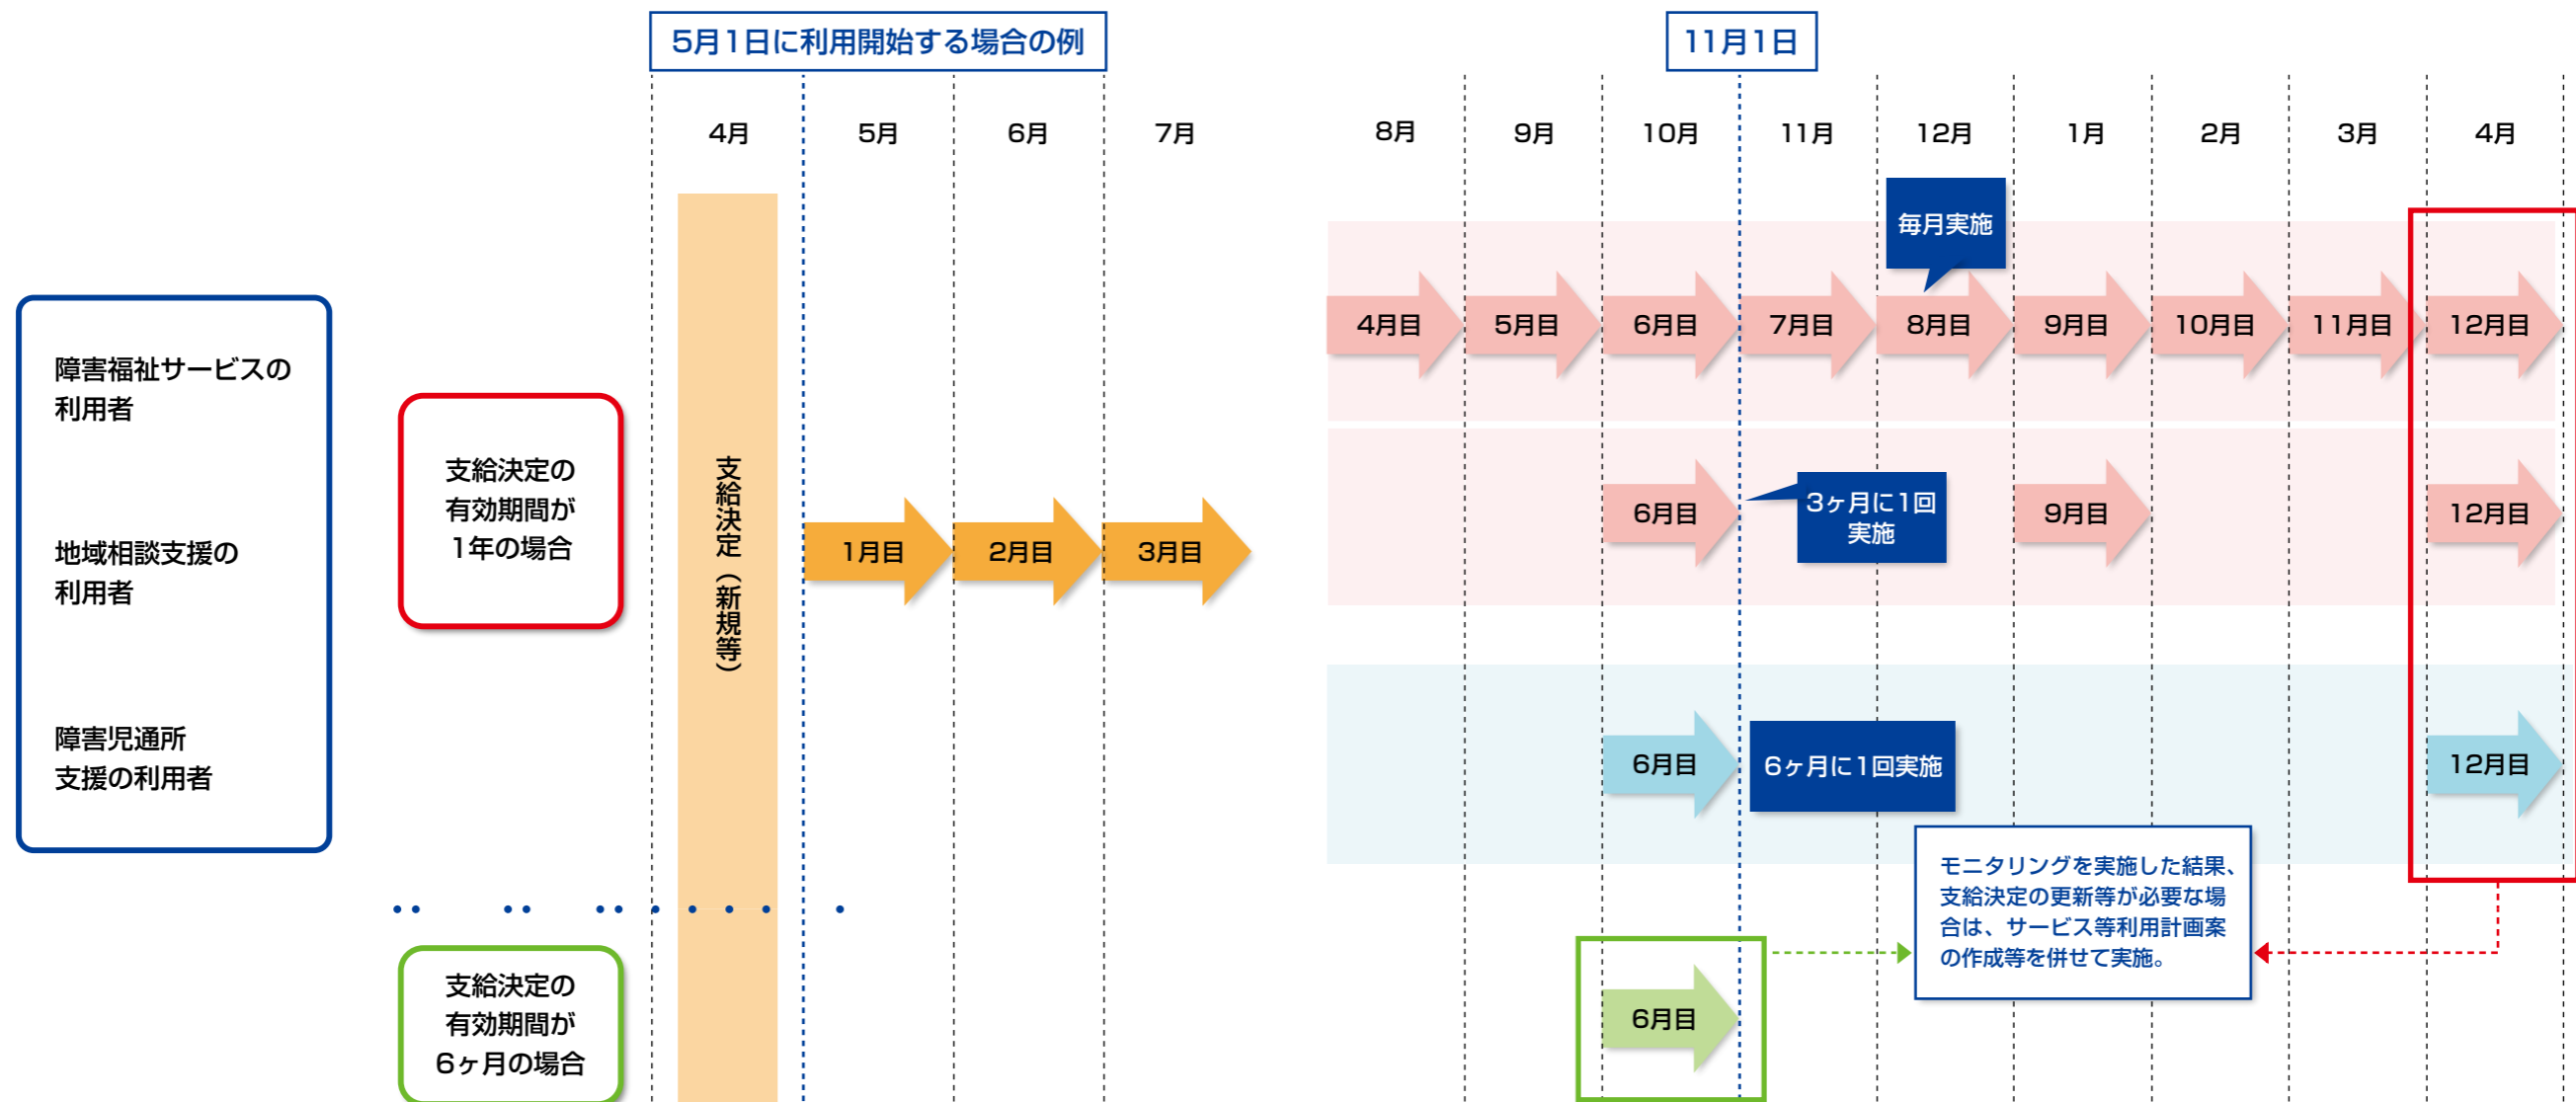 5月1日に利用開始する場合の例
11月1日
4月
5月
6月
7月
8月
9月
10月
11月
12月
1月
2月
3月
4月
毎月実施
4月目
5月目
6月目
7月目
8月目
9月目
10月目
11月目
12月目
障害福祉サービスの
利用者
地域相談支援の
利用者
障害児通所
支援の利用者
支給決定の
有効期間が
1年の場合
支給決定（新規等）
1月目
2月目
3月目
6月目
3ヶ月に1回
実施
9月目
12月目
6月目
6ヶ月に1回実施
12月目
モニタリングを実施した結果、
支給決定の更新等が必要な場
合は、サービス等利用計画案
の作成等を併せて実施。
支給決定の
有効期間が
6ヶ月の場合
6月目